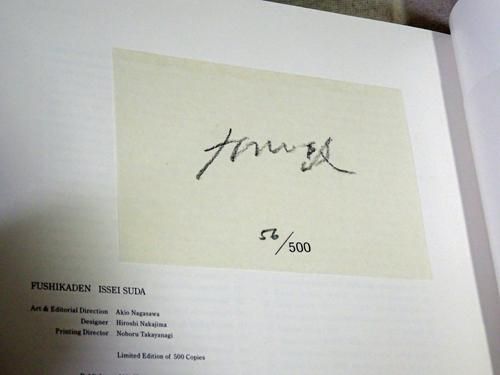 56/500
FUSHIKADEN ISSEI SUDA
Art & Editorial Direction Akio Nagasawa
Designer Hiroshi Nakajima
Printing Director Noboru Takayanagi
Limited Edition of 500 Copies